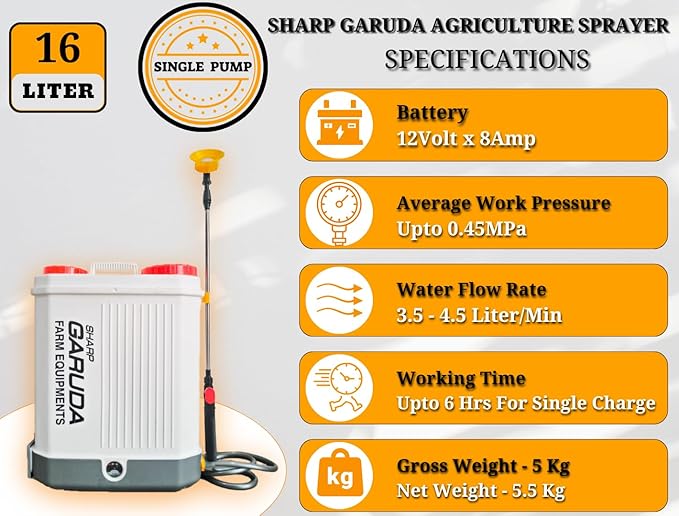 16
LITER
SINGLE PUMP
SHARP GARUDA AGRICULTURE SPRAYER
SPECIFICATIONS
Battery
12Volt x 8Amp
Average Work Pressure
Upto 0.45MPa
Water Flow Rate
3.5 - 4.5 Liter/Min
Working Time
Upto 6 Hrs For Single Charge
kg
Gross Weight - 5 Kg
Net Weight - 5.5 Kg
SHARP
GARUDA
FARM EQUIPMENTS